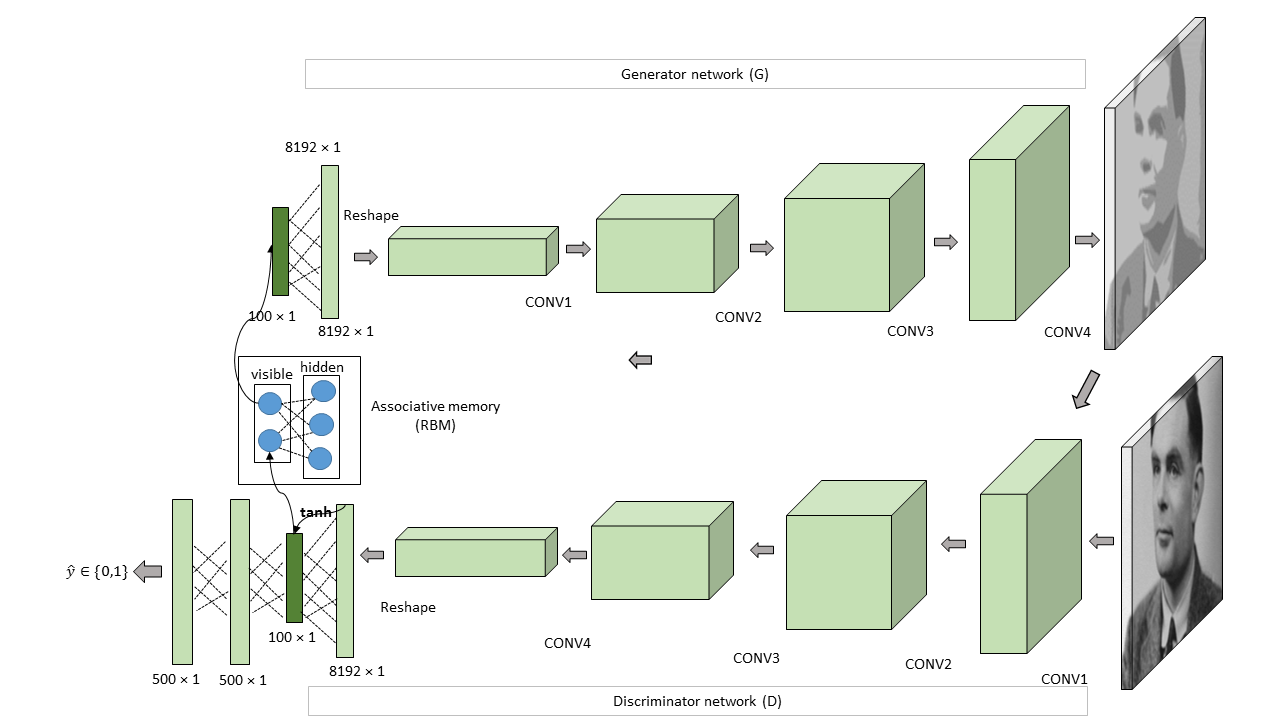 Generator network (G)
8192 × 1
Reshape
100 × 1
8192 × 1
CONV1
CONV2
CONV3
CONV4
visible
hidden
Associative memory
(RBM)
tanh
ŷ ∈ {0,1}
500 × 1
500 × 1
100 × 1
8192 × 1
Reshape
CONV4
CONV3
CONV2
CONV1
Discriminator network (D)